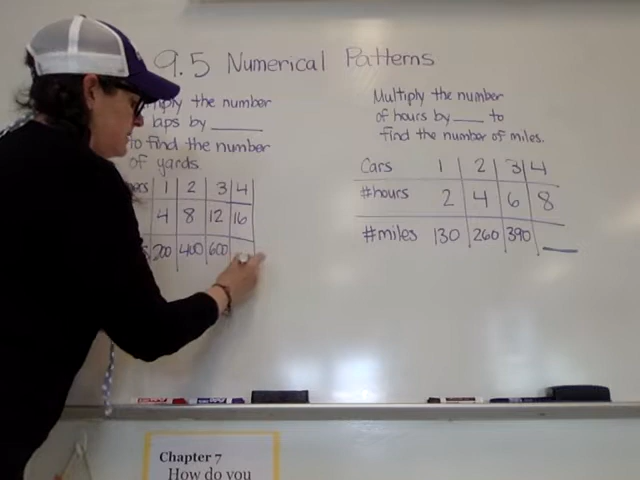 9.5 Numerical Patterns
the number
laps by ____
to find the number
of yards.
1 2 3 4
4 8 12 16
200 400 600
Multiply the number
of hours by ____ to
find the number of miles.
Cars 1 2 3 4
#hours 2 4 6 8
#miles 130 260 390 ____
Chapter 7
How do you